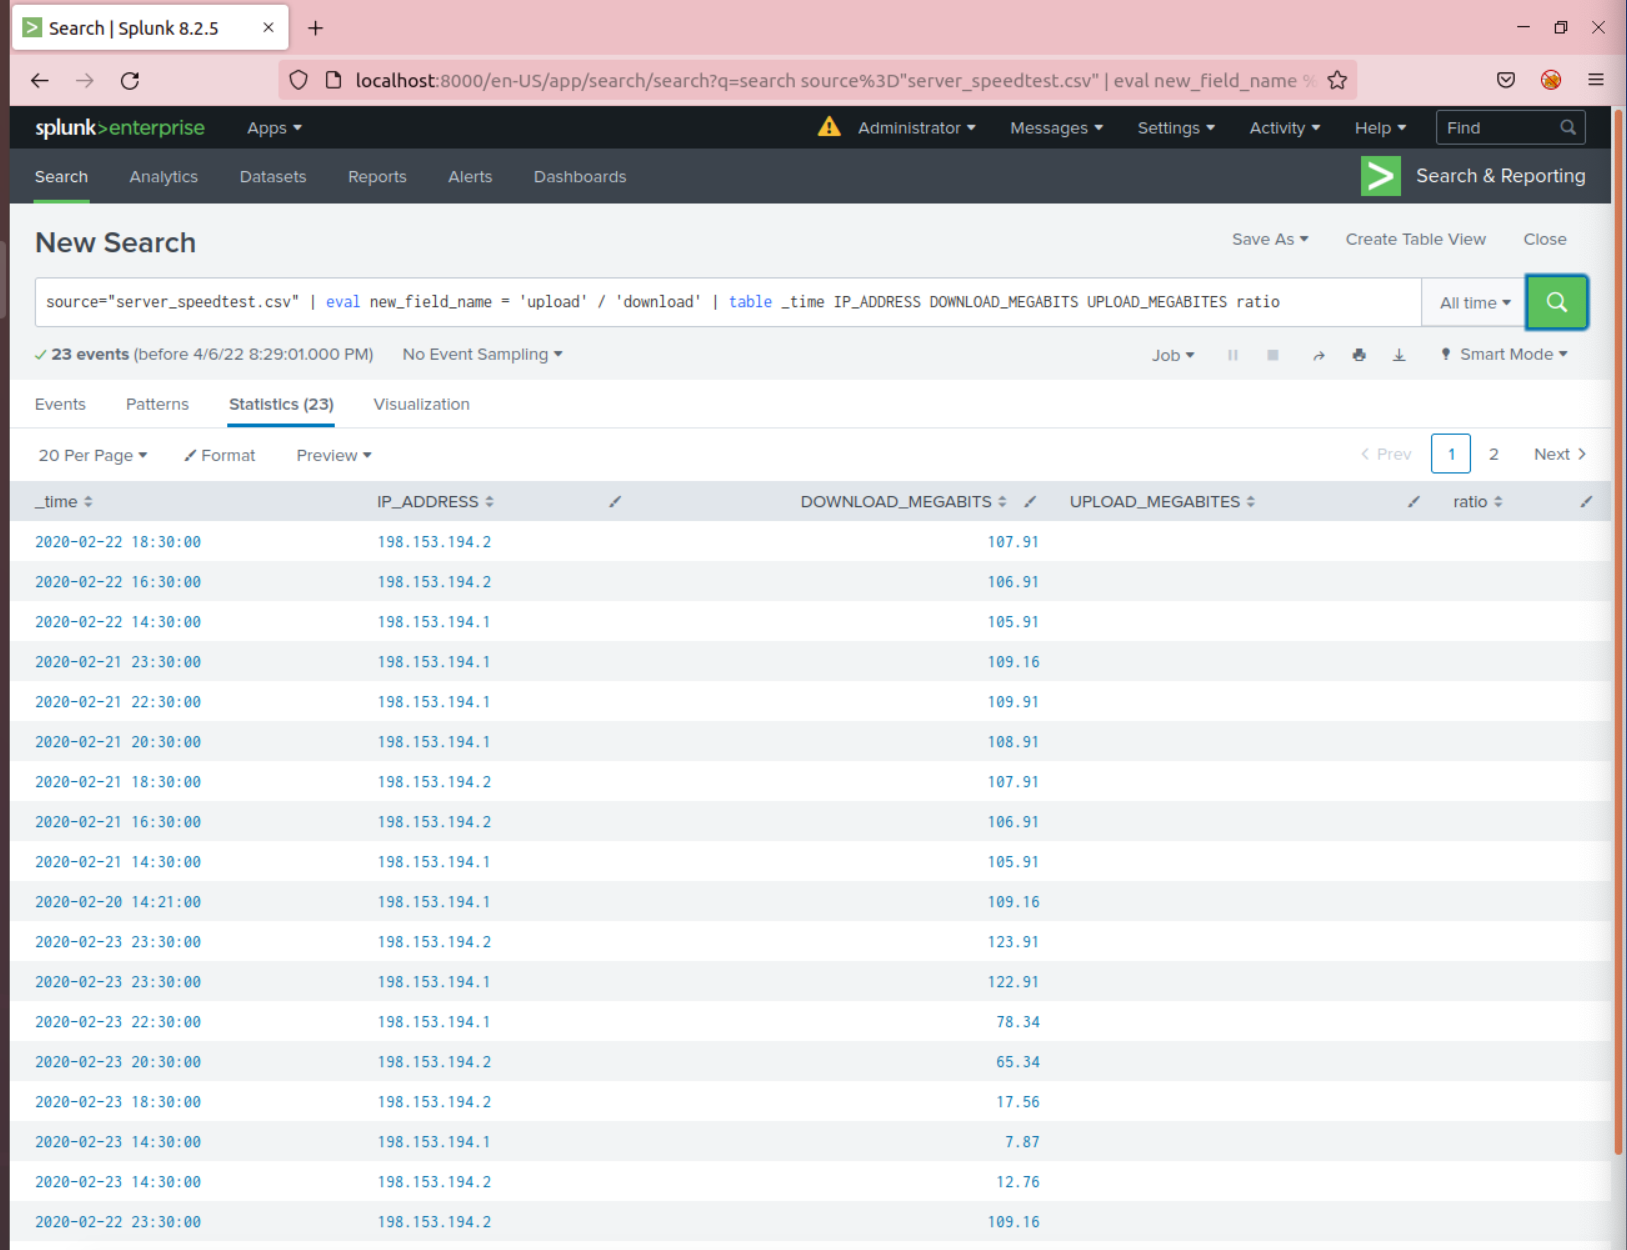 Search | Splunk 8.2.5
localhost:8000/en-US/app/search/search?q=search source%3D"server_speedtest.csv" | eval new_field_name %
splunk>enterprise Apps Administrator Messages Settings Activity Help Find
Search Analytics Datasets Reports Alerts Dashboards Search & Reporting
New Search Save As Create Table View Close
source="server_speedtest.csv" | eval new_field_name = 'upload' / 'download' | table _time IP_ADDRESS DOWNLOAD_MEGABITS UPLOAD_MEGABITES ratio All time
✓ 23 events (before 4/6/22 8:29:01.000 PM) No Event Sampling Job Smart Mode
Events Patterns Statistics (23) Visualization
20 Per Page Format Preview < Prev 1 2 Next >
_time IP_ADDRESS DOWNLOAD_MEGABITS UPLOAD_MEGABITES ratio
2020-02-22 18:30:00 198.153.194.2 107.91
2020-02-22 16:30:00 198.153.194.2 106.91
2020-02-22 14:30:00 198.153.194.1 105.91
2020-02-21 23:30:00 198.153.194.1 109.16
2020-02-21 22:30:00 198.153.194.1 109.91
2020-02-21 20:30:00 198.153.194.1 108.91
2020-02-21 18:30:00 198.153.194.2 107.91
2020-02-21 16:30:00 198.153.194.2 106.91
2020-02-21 14:30:00 198.153.194.1 105.91
2020-02-20 14:21:00 198.153.194.1 109.16
2020-02-23 23:30:00 198.153.194.2 123.91
2020-02-23 23:30:00 198.153.194.1 122.91
2020-02-23 22:30:00 198.153.194.1 78.34
2020-02-23 20:30:00 198.153.194.2 65.34
2020-02-23 18:30:00 198.153.194.2 17.56
2020-02-23 14:30:00 198.153.194.1 7.87
2020-02-23 14:30:00 198.153.194.2 12.76
2020-02-22 23:30:00 198.153.194.2 109.16